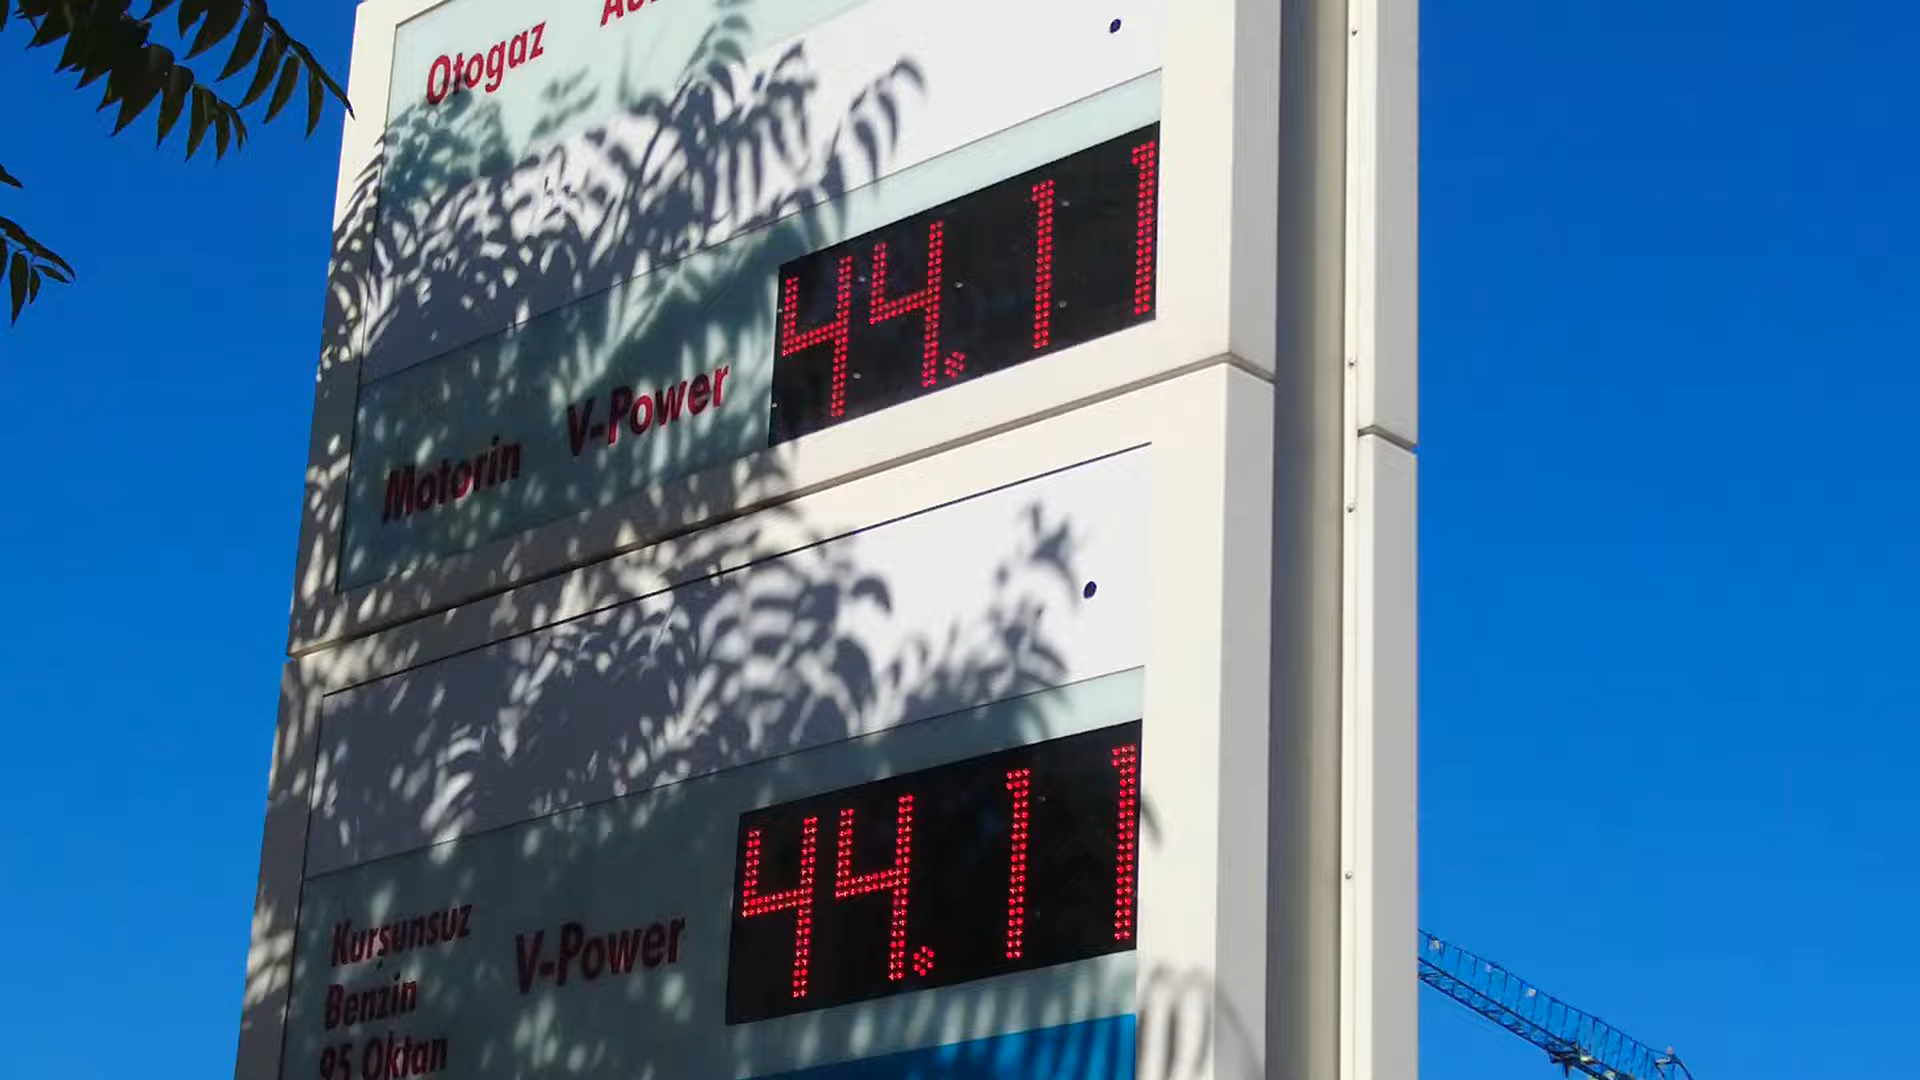 Otogaz
Motorin V-Power 44.11
Kurşunsuz
Benzin
95 Oktan
V-Power 44.11